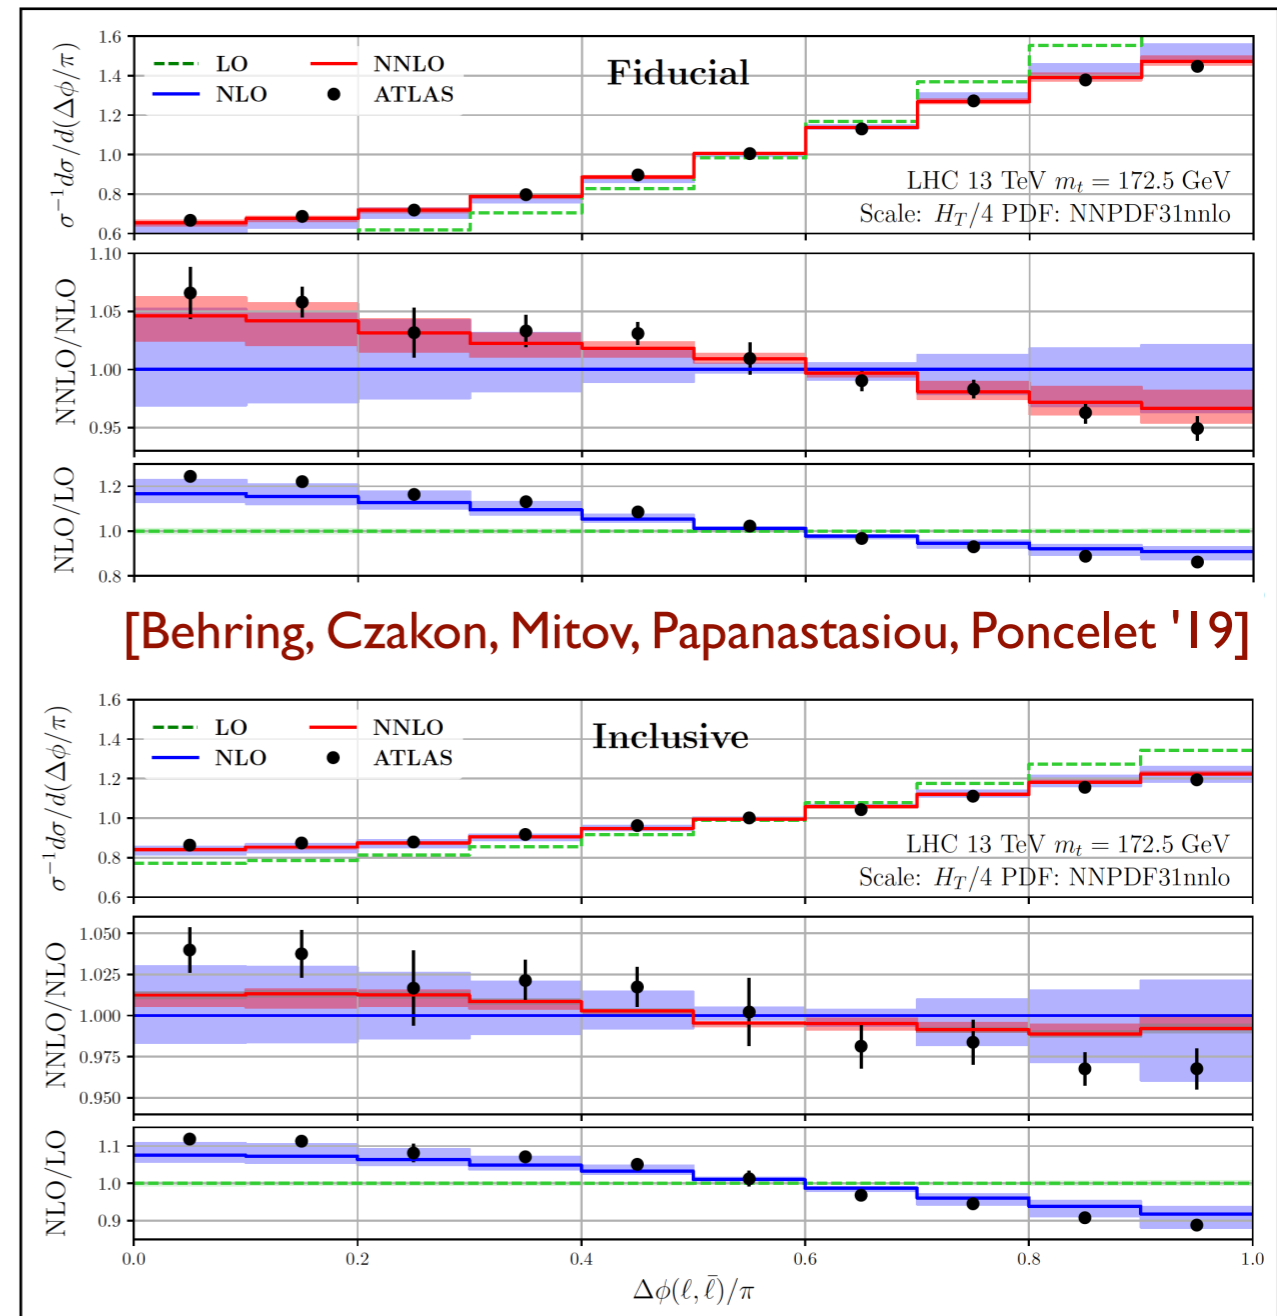 LO
NNLO
NLO
ATLAS
Fiducial
LHC 13 TeV m_t = 172.5 GeV
Scale: H_T/4 PDF: NNPDF31nnlo
σ⁻¹dσ/d(Δφ/π)
1.6
1.4
1.2
1.0
0.8
0.6
NNLO/NLO
1.10
1.05
1.00
0.95
NLO/LO
1.2
1.0
0.8
[Behring, Czakon, Mitov, Papanastasiou, Poncelet '19]
LO
NNLO
NLO
ATLAS
Inclusive
LHC 13 TeV m_t = 172.5 GeV
Scale: H_T/4 PDF: NNPDF31nnlo
σ⁻¹dσ/d(Δφ/π)
1.6
1.4
1.2
1.0
0.8
0.6
NNLO/NLO
1.050
1.025
1.000
0.975
0.950
NLO/LO
1.1
1.0
0.9
0.0 0.2 0.4 0.6 0.8 1.0
Δφ(ℓ, ℓ̄)/π